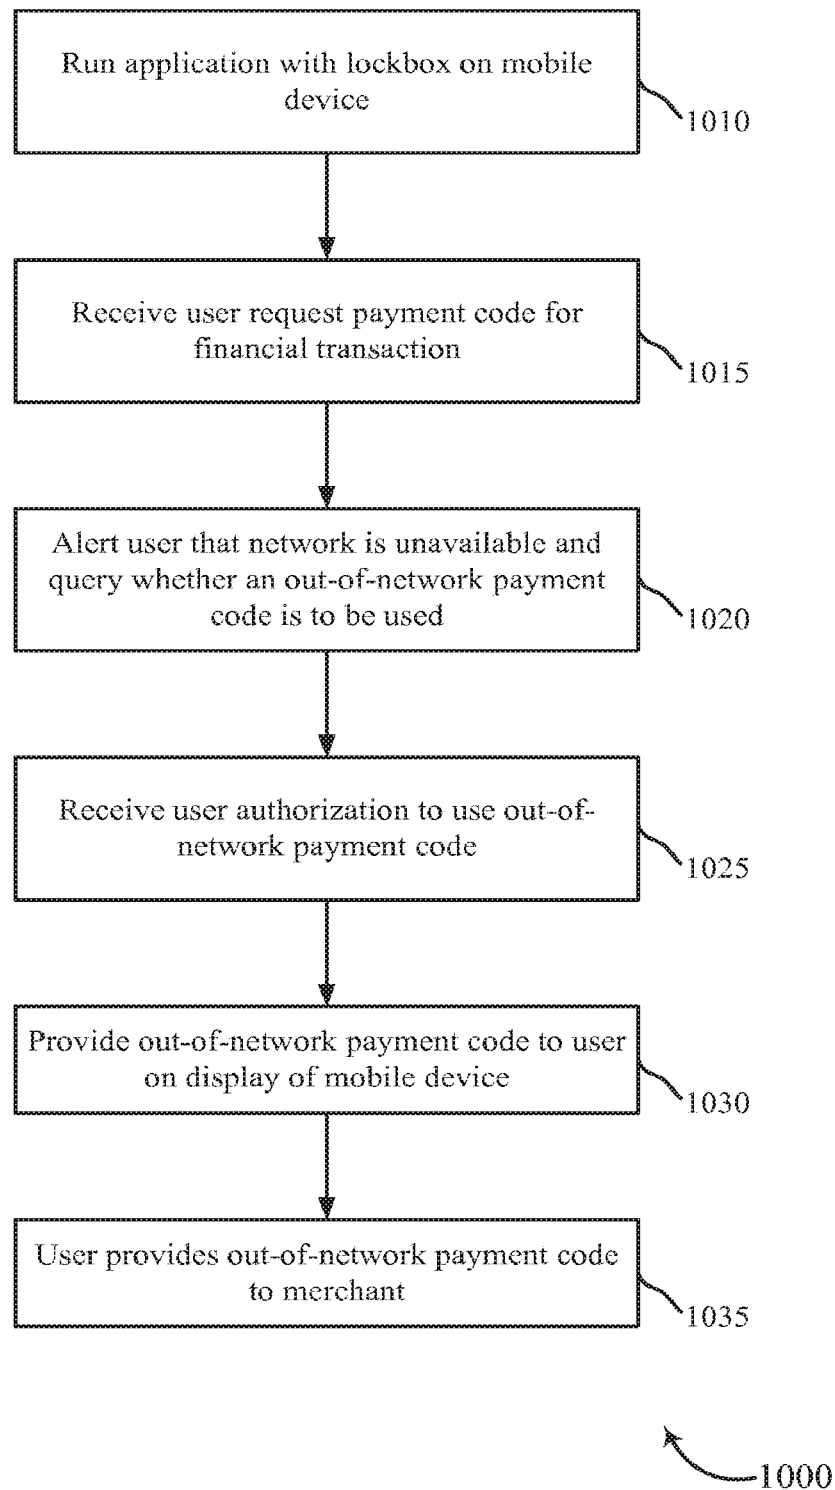 Run application with lockbox on mobile
device
1010
Receive user request payment code for
financial transaction
1015
Alert user that network is unavailable and
query whether an out-of-network payment
code is to be used
1020
Receive user authorization to use out-of-
network payment code
1025
Provide out-of-network payment code to user
on display of mobile device
1030
User provides out-of-network payment code
to merchant
1035
1000